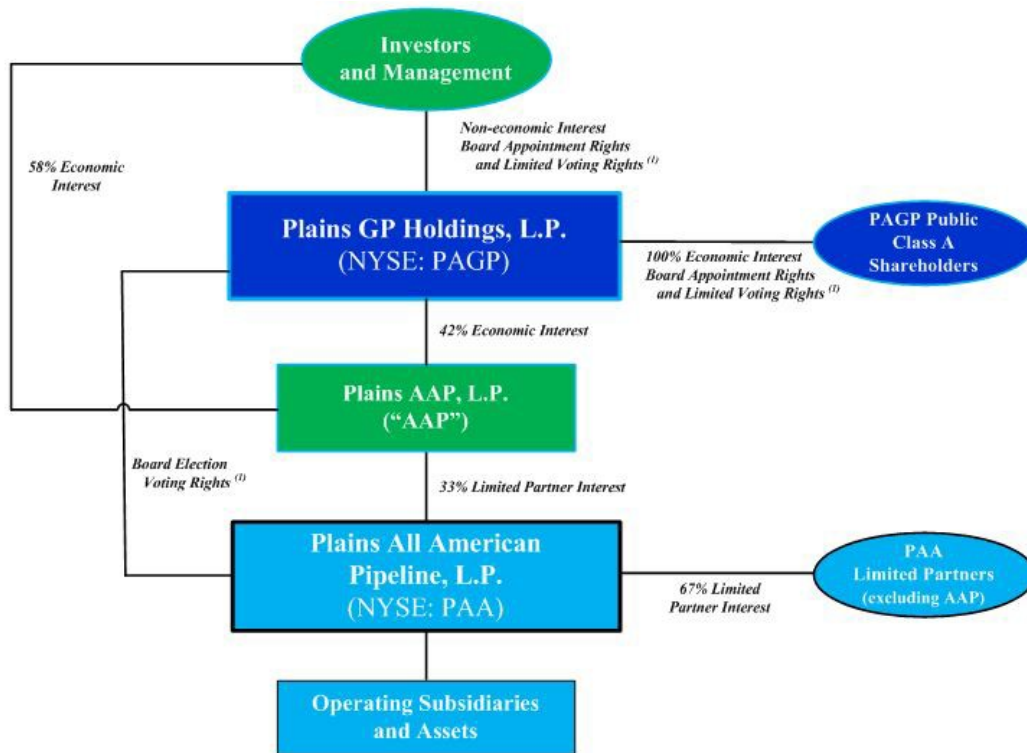 Investors
and Management
Non-economic Interest
Board Appointment Rights
and Limited Voting Rights (1)
58% Economic
Interest
Plains GP Holdings, L.P.
(NYSE: PAGP)
PAGP Public
Class A
Shareholders
100% Economic Interest
Board Appointment Rights
and Limited Voting Rights (1)
42% Economic Interest
Plains AAP, L.P.
(“AAP”)
Board Election
Voting Rights (1)
33% Limited Partner Interest
Plains All American
Pipeline, L.P.
(NYSE: PAA)
67% Limited
Partner Interest
PAA
Limited Partners
(excluding AAP)
Operating Subsidiaries
and Assets